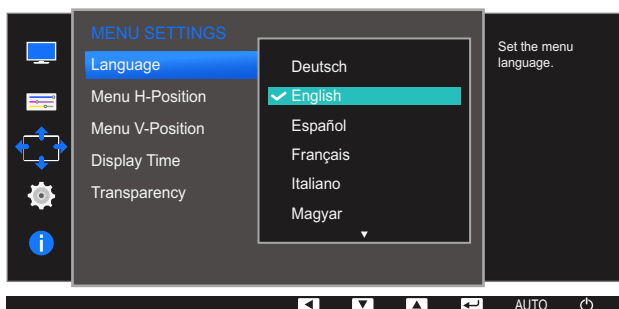 MENU SETTINGS
Language
Menu H-Position
Menu V-Position
Display Time
Transparency
Deutsch
English
Español
Français
Italiano
Magyar
Set the menu
language.
AUTO